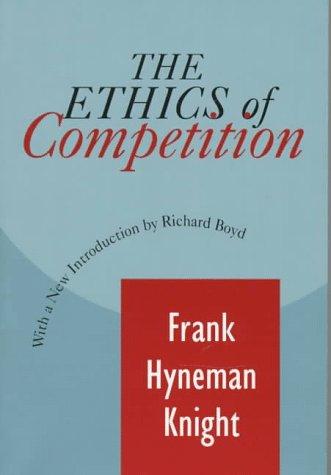 THE
ETHICS of
Competition
With a New Introduction by Richard Boyd
Frank
Hyneman
Knight